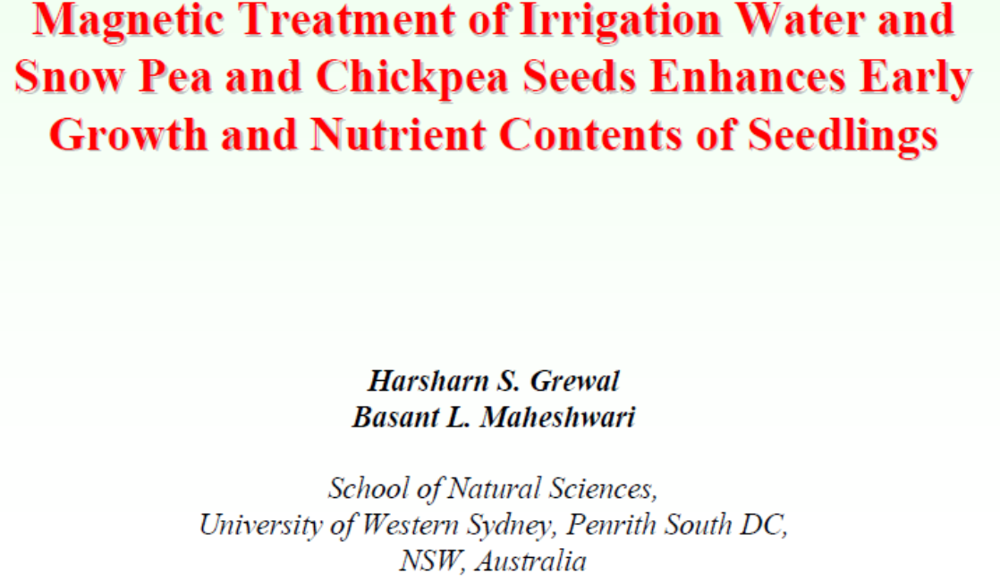 Magnetic Treatment of Irrigation Water and
Snow Pea and Chickpea Seeds Enhances Early
Growth and Nutrient Contents of Seedlings
Harsharn S. Grewal
Basant L. Maheshwari
School of Natural Sciences,
University of Western Sydney, Penrith South DC,
NSW, Australia